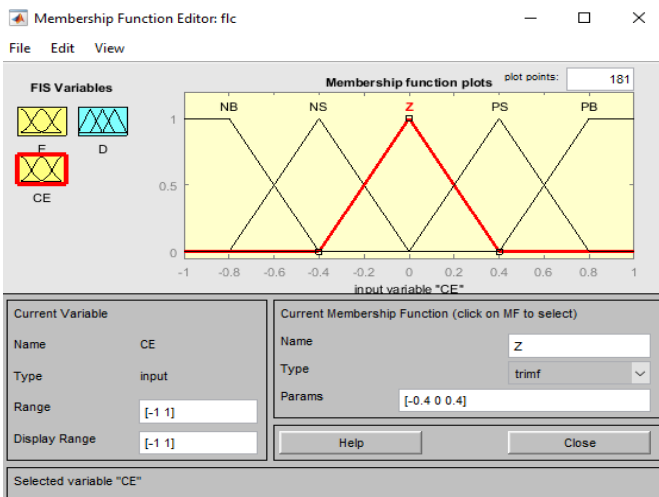 Membership Function Editor: flc
File Edit View
FIS Variables
E
D
CE
Membership function plots
plot points:
181
NB NS Z PS PB
1
0.5
0
-1 -0.8 -0.6 -0.4 -0.2 0 0.2 0.4 0.6 0.8 1
input variable "CE"
Current Variable
Name CE
Type input
Range [-1 1]
Display Range [-1 1]
Current Membership Function (click on MF to select)
Name Z
Type trimf
Params [-0.4 0 0.4]
Help Close
Selected variable "CE"